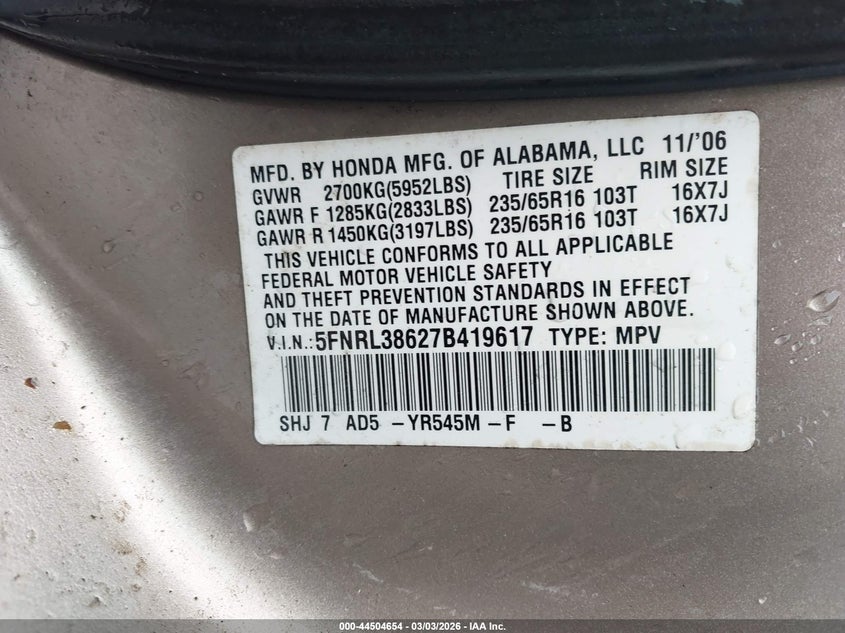 MFD. BY HONDA MFG. OF ALABAMA, LLC 11/'06
GVWR 2700KG(5952LBS) TIRE SIZE RIM SIZE
GAWR F 1285KG(2833LBS) 235/65R16 103T 16X7J
GAWR R 1450KG(3197LBS) 235/65R16 103T 16X7J
THIS VEHICLE CONFORMS TO ALL APPLICABLE
FEDERAL MOTOR VEHICLE SAFETY
AND THEFT PREVENTION STANDARDS IN EFFECT
ON THE DATE OF MANUFACTURE SHOWN ABOVE.
V.I.N.:5FNRL38627B419617 TYPE: MPV
SHJ 7 AD5 -YR545M -F -B
000-44504654 | 03/03/2026 | IAA Inc.